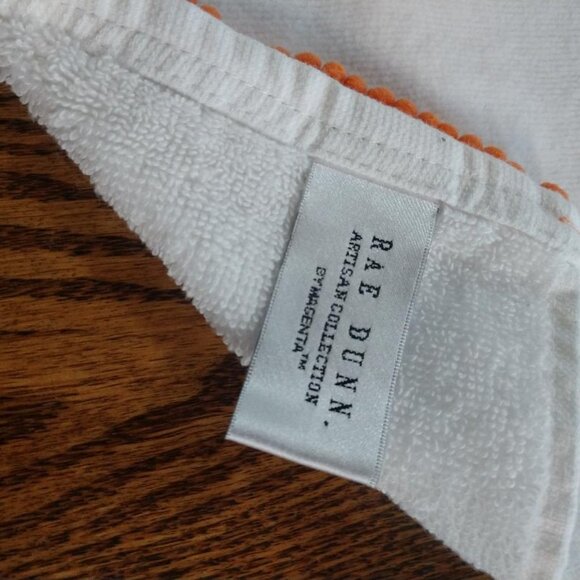 RAE DUNN.
ARTISAN COLLECTION
BY MAGENTA™